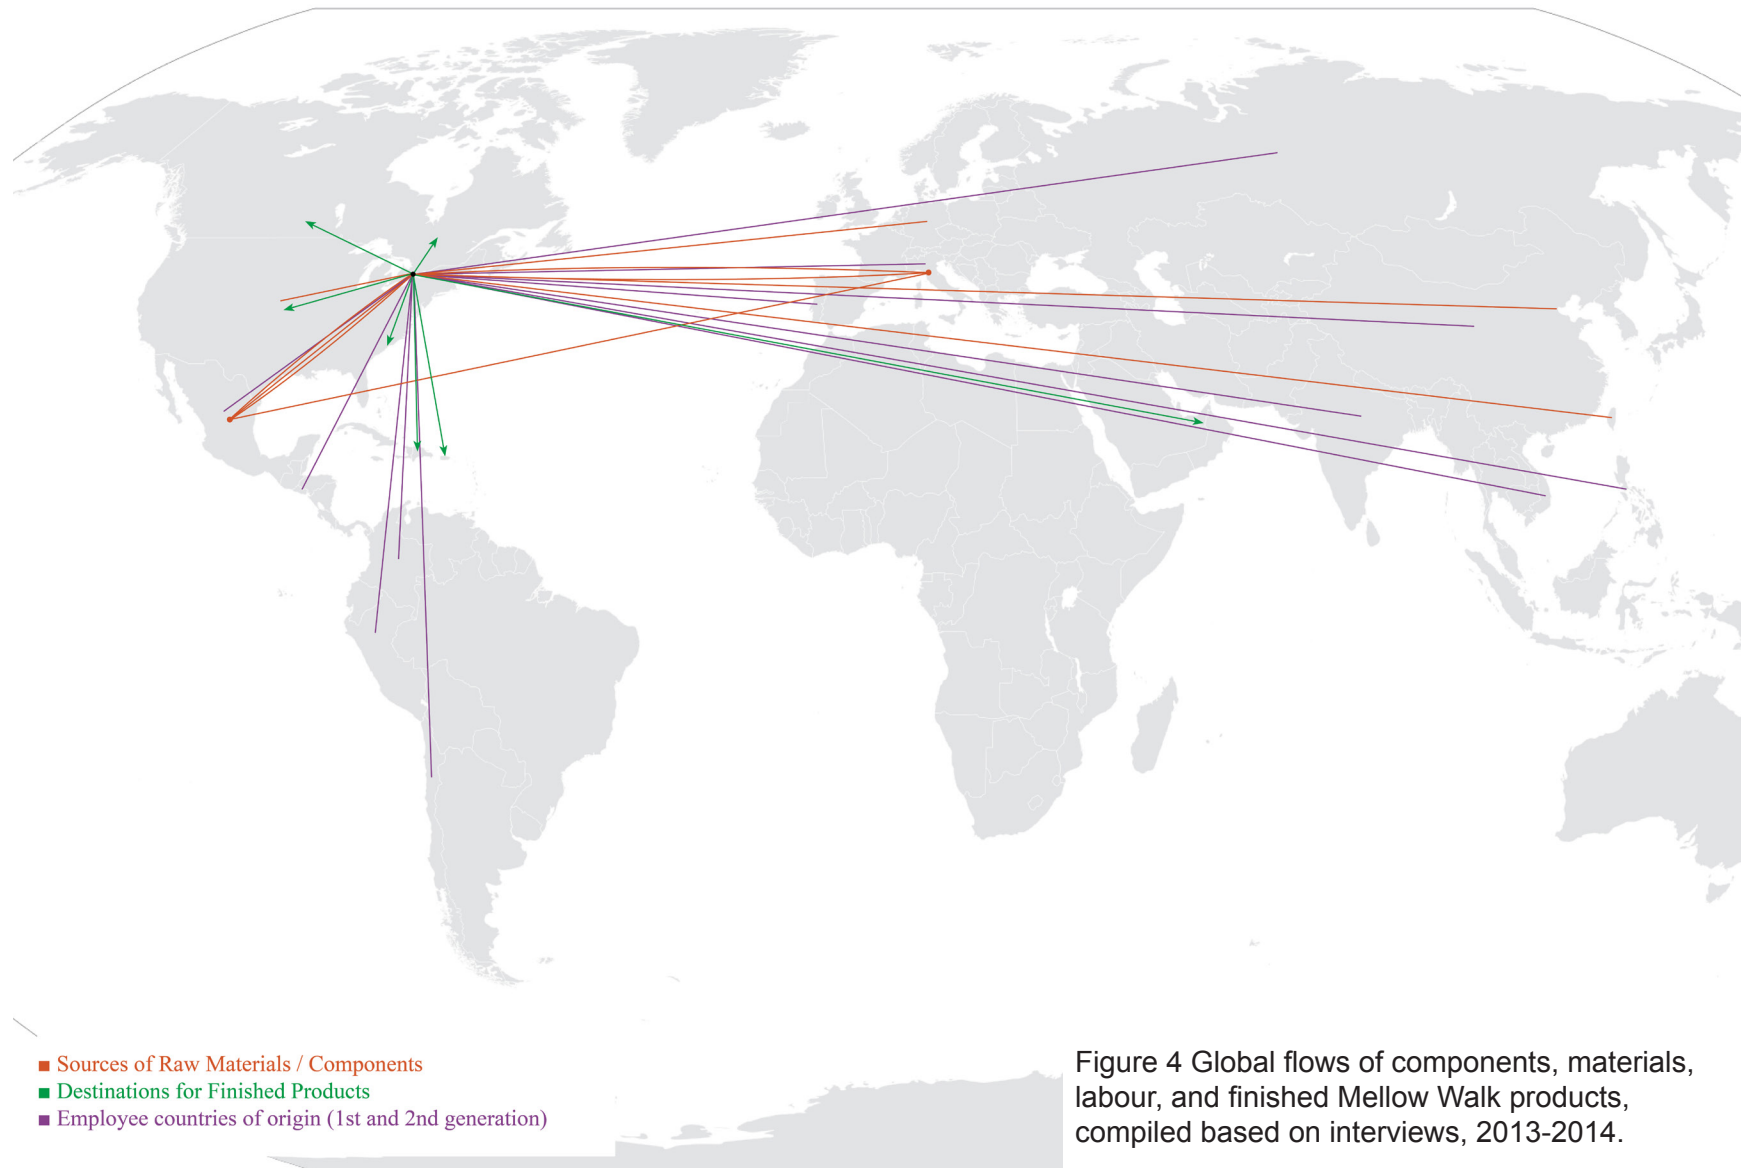 Sources of Raw Materials / Components
Destinations for Finished Products
Employee countries of origin (1st and 2nd generation)
Figure 4 Global flows of components, materials,
labour, and finished Mellow Walk products,
compiled based on interviews, 2013-2014.